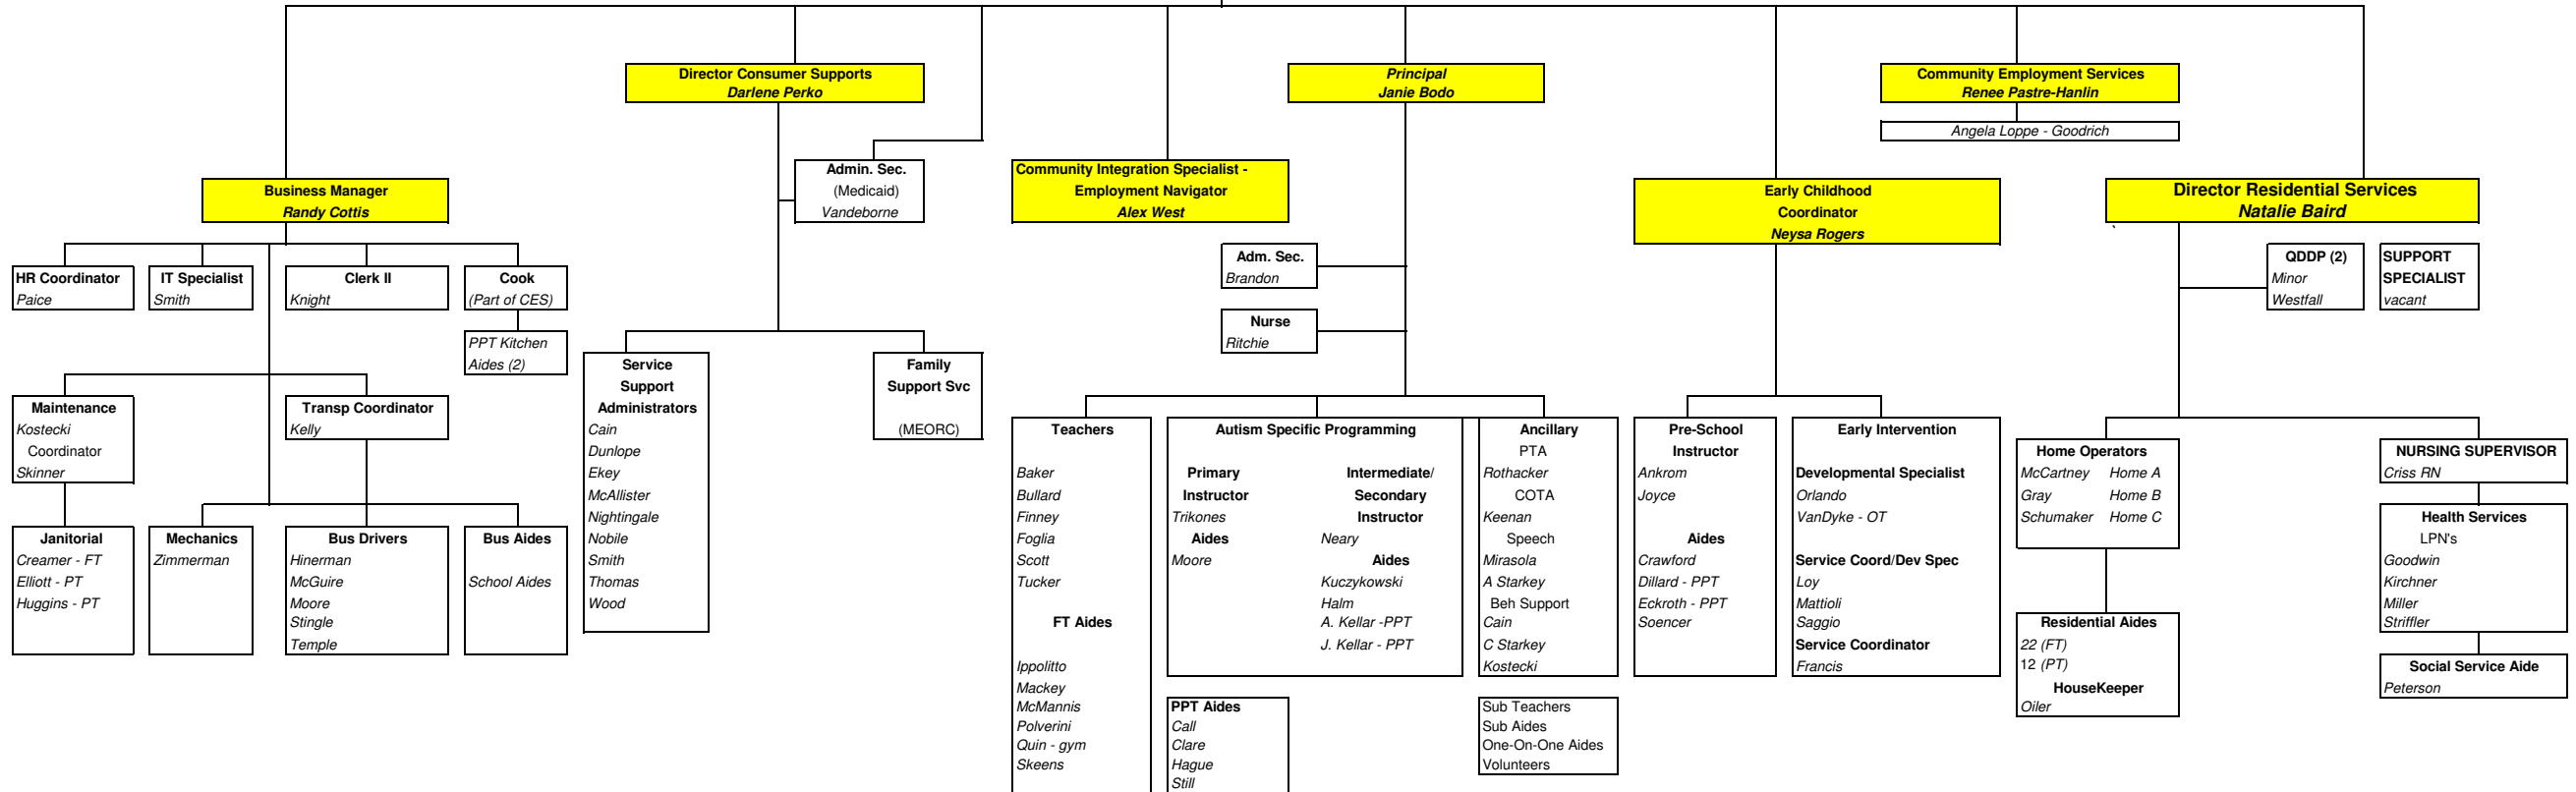 Director Consumer Supports
Darlene Perko
Principal
Janie Bodo
Community Employment Services
Renee Pastre-Hanlin
Angela Loppe - Goodrich
Admin. Sec.
(Medicaid)
Vandeborne
Community Integration Specialist -
Employment Navigator
Alex West
Business Manager
Randy Cottis
Early Childhood
Coordinator
Neysa Rogers
Director Residential Services
Natalie Baird
HR Coordinator
Paice
IT Specialist
Smith
Clerk II
Knight
Cook
(Part of CES)
PPT Kitchen
Aides (2)
Adm. Sec.
Brandon
Nurse
Ritchie
QDDP (2)
Minor
Westfall
SUPPORT
SPECIALIST
vacant
Maintenance
Kostecki
Coordinator
Skinner
Transp Coordinator
Kelly
Janitorial
Creamer - FT
Elliott - PT
Huggins - PT
Mechanics
Zimmerman
Bus Drivers
Hinerman
McGuire
Moore
Stingle
Temple
Bus Aides
School Aides
Service
Support
Administrators
Cain
Dunlope
Ekey
McAllister
Nightingale
Nobile
Smith
Thomas
Wood
Family
Support Svc
(MEORC)
Teachers
Baker
Bullard
Finney
Foglia
Scott
Tucker
FT Aides
Ippolitto
Mackey
McMannis
Polverini
Quin - gym
Skeens
Autism Specific Programming
Primary
Instructor
Trikones
Aides
Moore
Intermediate/
Secondary
Instructor
Neary
Aides
Kuczykowski
Halm
A. Kellar -PPT
J. Kellar - PPT
PPT Aides
Call
Clare
Hague
Still
Ancillary
PTA
Rothacker
COTA
Keenan
Speech
Mirasola
A Starkey
Beh Support
Cain
C Starkey
Kostecki
Sub Teachers
Sub Aides
One-On-One Aides
Volunteers
Pre-School
Instructor
Ankrom
Joyce
Aides
Crawford
Dillard - PPT
Eckroth - PPT
Soencer
Early Intervention
Developmental Specialist
Orlando
VanDyke - OT
Service Coord/Dev Spec
Loy
Mattioli
Saggio
Service Coordinator
Francis
Home Operators
McCartney Home A
Gray Home B
Schumaker Home C
Residential Aides
22 (FT)
12 (PT)
HouseKeeper
Oiler
NURSING SUPERVISOR
Criss RN
Health Services
LPN's
Goodwin
Kirchner
Miller
Striffler
Social Service Aide
Peterson